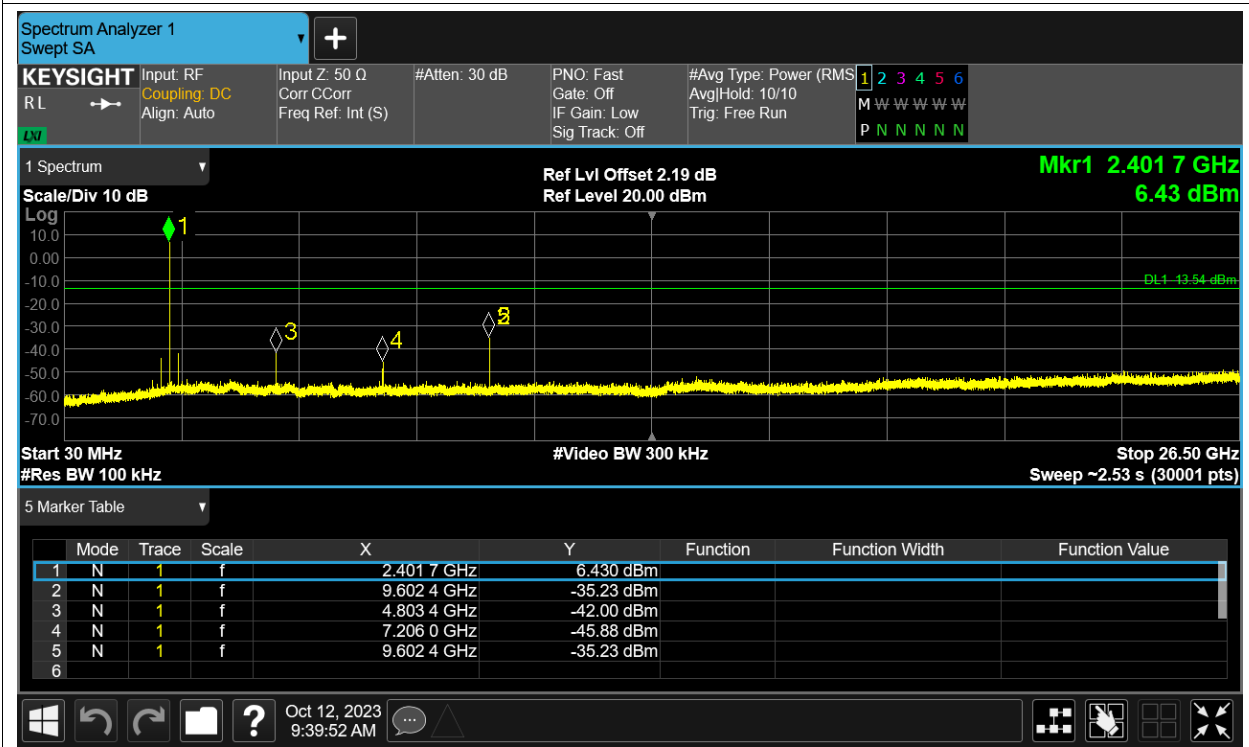 Spectrum Analyzer 1
Swept SA
KEYSIGHT Input: RF Input Z: 50 Ω #Atten: 30 dB PNO: Fast #Avg Type: Power (RMS 1 2 3 4 5 6
RL Coupling: DC Corr CCorr Gate: Off Avg|Hold: 10/10 M W W W W W W
Align: Auto Freq Ref: Int (S) IF Gain: Low Trig: Free Run
LXI Sig Track: Off P N N N N N
1 Spectrum Ref Lvl Offset 2.19 dB Mkr1 2.401 7 GHz
Scale/Div 10 dB Ref Level 20.00 dBm 6.43 dBm
Log
1
10.0
0.00
-10.0 DL1 -13.54 dBm
-20.0
-30.0 3 4
-40.0
-50.0
-60.0
-70.0
Start 30 MHz #Video BW 300 kHz Stop 26.50 GHz
#Res BW 100 kHz Sweep ~2.53 s (30001 pts)
5 Marker Table
Mode Trace Scale X Y Function Function Width Function Value
1 N 1 f 2.401 7 GHz 6.430 dBm
2 N 1 f 9.602 4 GHz -35.23 dBm
3 N 1 f 4.803 4 GHz -42.00 dBm
4 N 1 f 7.206 0 GHz -45.88 dBm
5 N 1 f 9.602 4 GHz -35.23 dBm
6
? Oct 12, 2023
9:39:52 AM